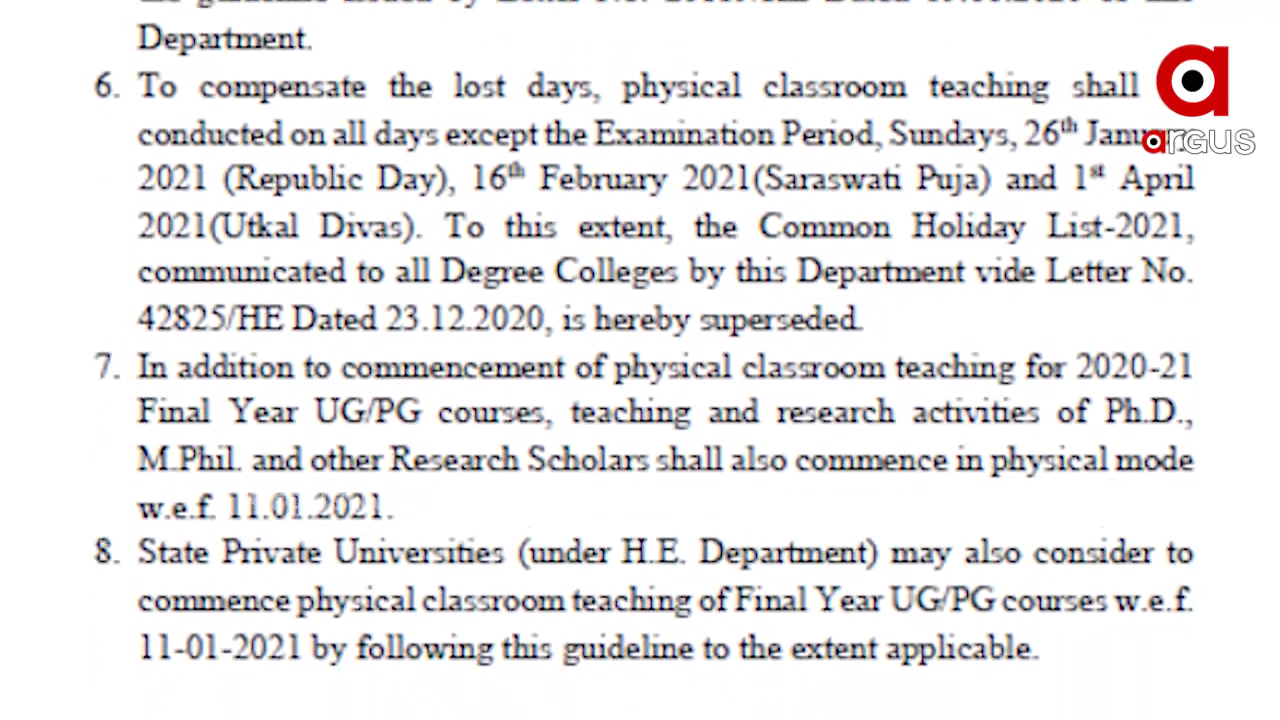 Department.
6. To compensate the lost days, physical classroom teaching shall
conducted on all days except the Examination Period, Sundays, 26th January
2021 (Republic Day), 16th February 2021(Saraswati Puja) and 1st April
2021(Utkal Divas). To this extent, the Common Holiday List-2021,
communicated to all Degree Colleges by this Department vide Letter No.
42825/HE Dated 23.12.2020, is hereby superseded.
7. In addition to commencement of physical classroom teaching for 2020-21
Final Year UG/PG courses, teaching and research activities of Ph.D.,
M.Phil. and other Research Scholars shall also commence in physical mode
w.e.f. 11.01.2021.
8. State Private Universities (under H.E. Department) may also consider to
commence physical classroom teaching of Final Year UG/PG courses w.e.f.
11-01-2021 by following this guideline to the extent applicable.
argus